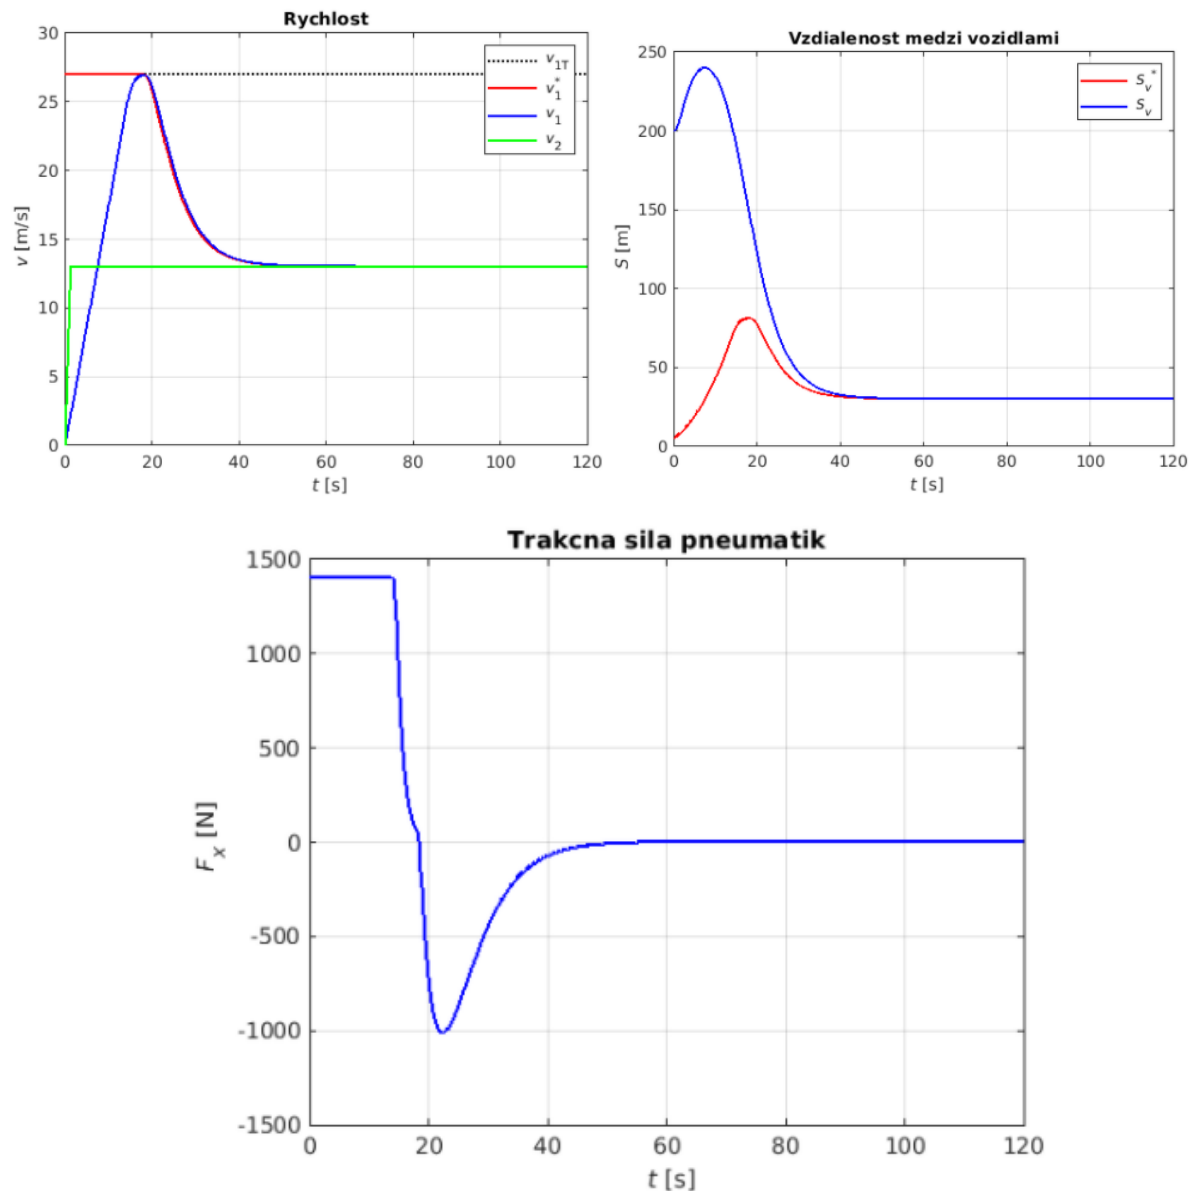 Rychlost
30
25
20
15
10
5
0
v [m/s]
0 20 40 60 80 100 120
t [s]
v1T
v1*
v1
v2
Vzdialenost medzi vozidlami
250
200
150
100
50
0
S [m]
0 20 40 60 80 100 120
t [s]
Sv*
Sv
Trakcna sila pneumatik
1500
1000
500
0
-500
-1000
-1500
Fx [N]
0 20 40 60 80 100 120
t [s]